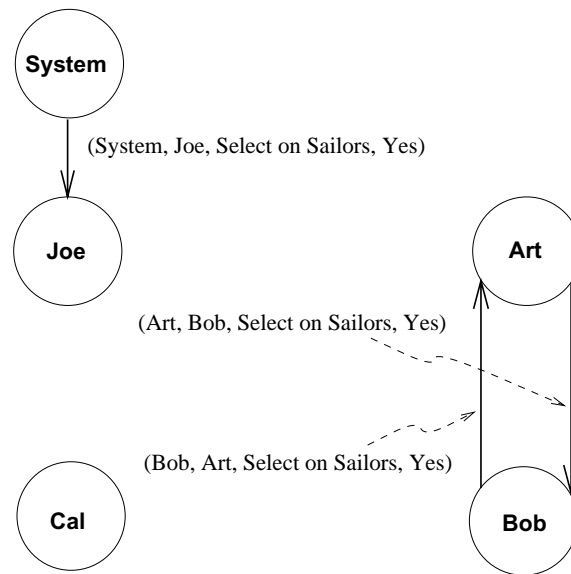 System
(System, Joe, Select on Sailors, Yes)
Joe
Art
(Art, Bob, Select on Sailors, Yes)
(Bob, Art, Select on Sailors, Yes)
Cal
Bob